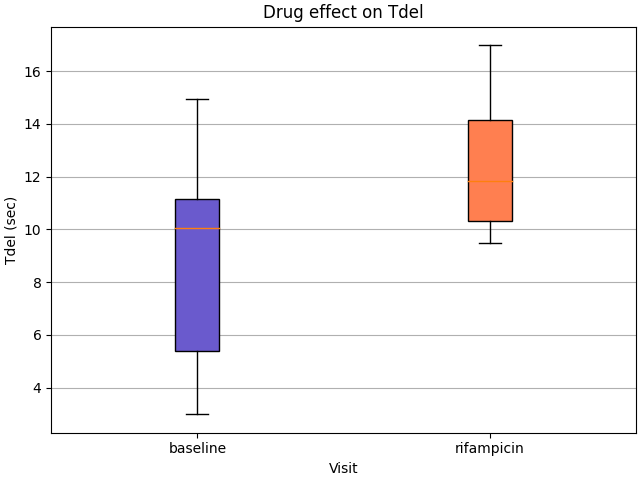 Drug effect on Tdel
Tdel (sec)
16
14
12
10
8
6
4
baseline
rifampicin
Visit